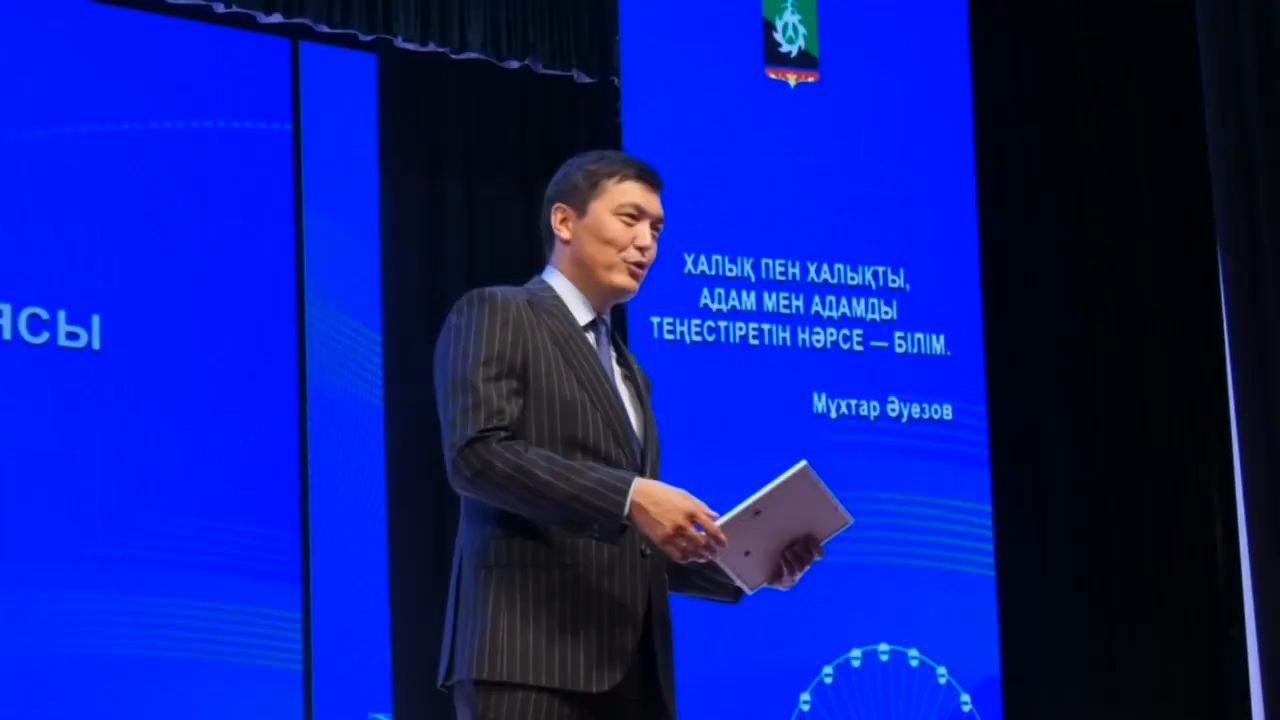 ЯСЫ
ХАЛЫҚ ПЕН ХАЛЫҚТЫ,
АДАМ МЕН АДАМДЫ
ТЕҢЕСТІРЕТІН НӘРСЕ — БІЛІМ.
Мұхтар Әуезов